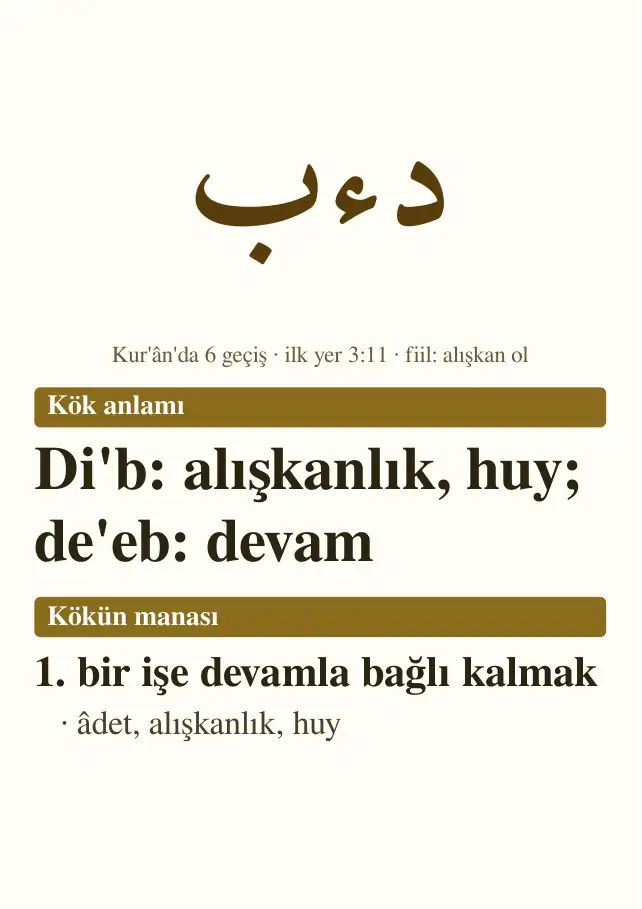 د ء ب
Kur'ân'da 6 geçiş · ilk yer 3:11 · fiil: alışkan ol
Kök anlamı
Di'b: alışkanlık, huy;
de'eb: devam
Kökün manası
1. bir işe devamla bağlı kalmak
· âdet, alışkanlık, huy